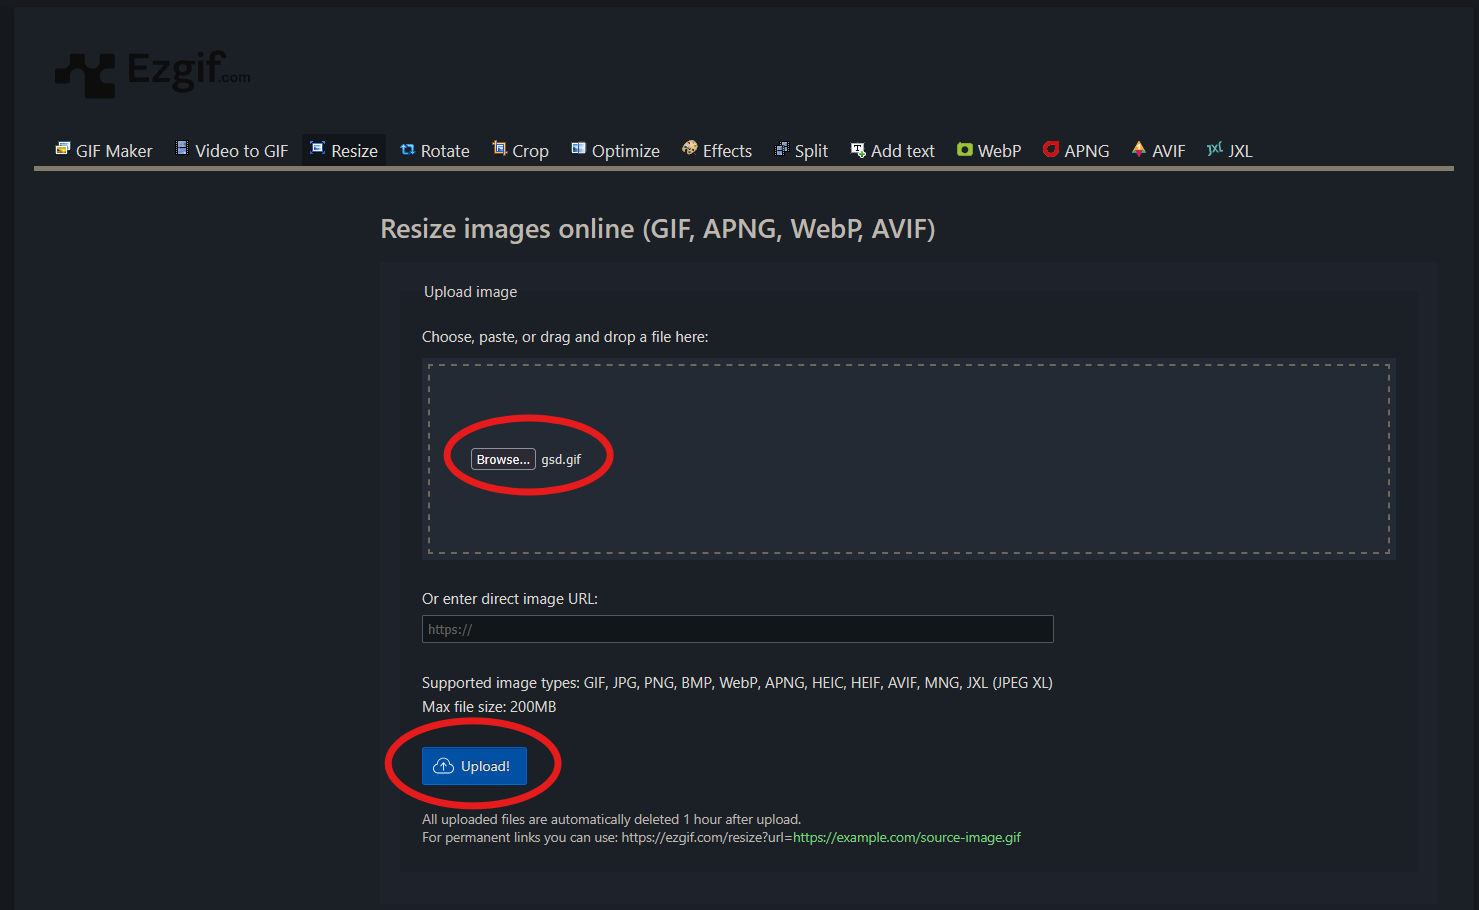 Ezgif.com
GIF Maker Video to GIF Resize Rotate Crop Optimize Effects Split Add text WebP APNG AVIF JXL
Resize images online (GIF, APNG, WebP, AVIF)
Upload image
Choose, paste, or drag and drop a file here:
Browse... gsd.gif
Or enter direct image URL:
https://
Supported image types: GIF, JPG, PNG, BMP, WebP, APNG, HEIC, HEIF, AVIF, MNG, JXL (JPEG XL)
Max file size: 200MB
Upload!
All uploaded files are automatically deleted 1 hour after upload.
For permanent links you can use: https://ezgif.com/resize?url=https://example.com/source-image.gif